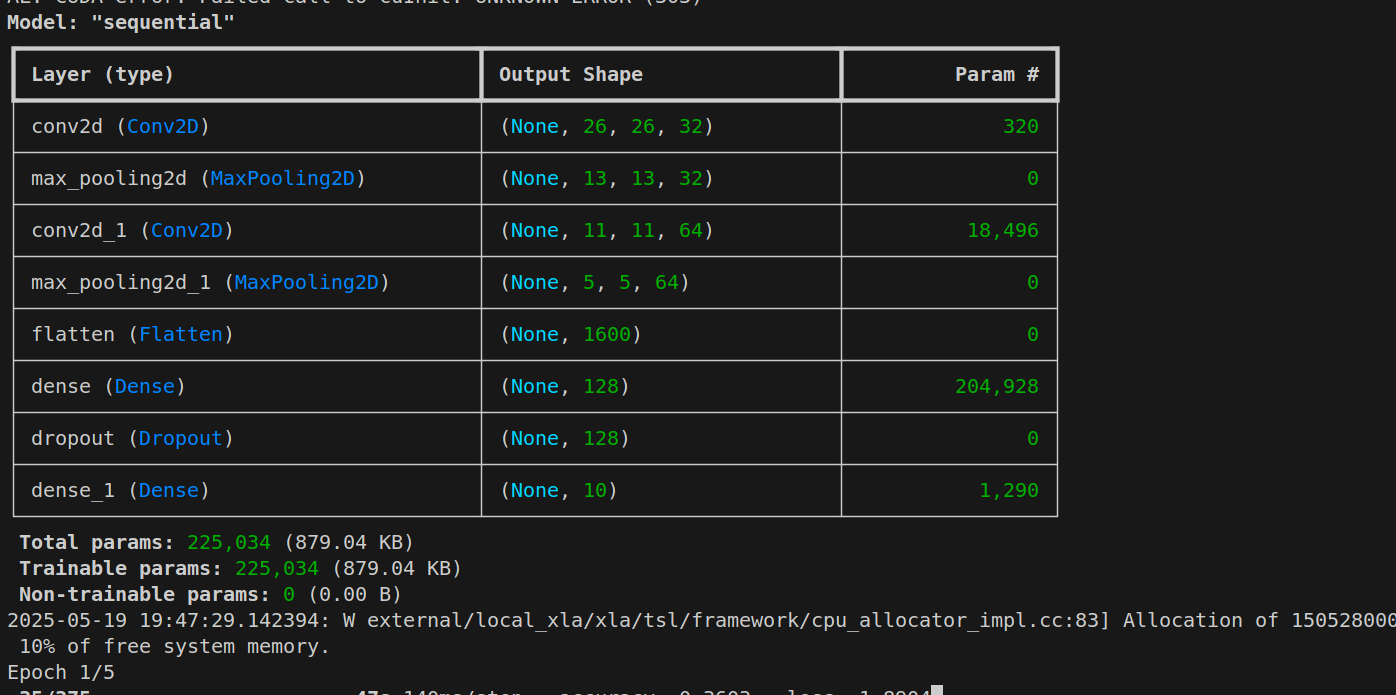 Model: "sequential"
Layer (type) Output Shape Param #
conv2d (Conv2D) (None, 26, 26, 32) 320
max_pooling2d (MaxPooling2D) (None, 13, 13, 32) 0
conv2d_1 (Conv2D) (None, 11, 11, 64) 18,496
max_pooling2d_1 (MaxPooling2D) (None, 5, 5, 64) 0
flatten (Flatten) (None, 1600) 0
dense (Dense) (None, 128) 204,928
dropout (Dropout) (None, 128) 0
dense_1 (Dense) (None, 10) 1,290
Total params: 225,034 (879.04 KB)
Trainable params: 225,034 (879.04 KB)
Non-trainable params: 0 (0.00 B)
2025-05-19 19:47:29.142394: W external/local_xla/xla/tsl/framework/cpu_allocator_impl.cc:83] Allocation of 150528000
10% of free system memory.
Epoch 1/5